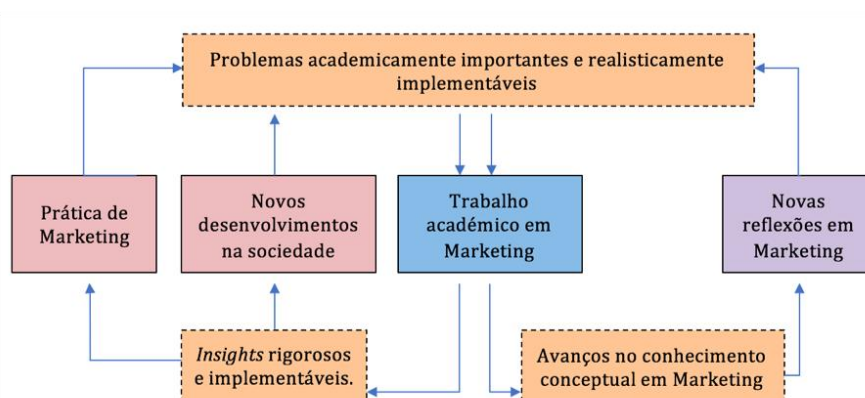 Problemas academicamente importantes e realisticamente
implementáveis
Prática de
Marketing
Novos
desenvolvimentos
na sociedade
Trabalho
académico em
Marketing
Novas
reflexões em
Marketing
Insights rigorosos
e implementáveis.
Avanços no conhecimento
conceptual em Marketing